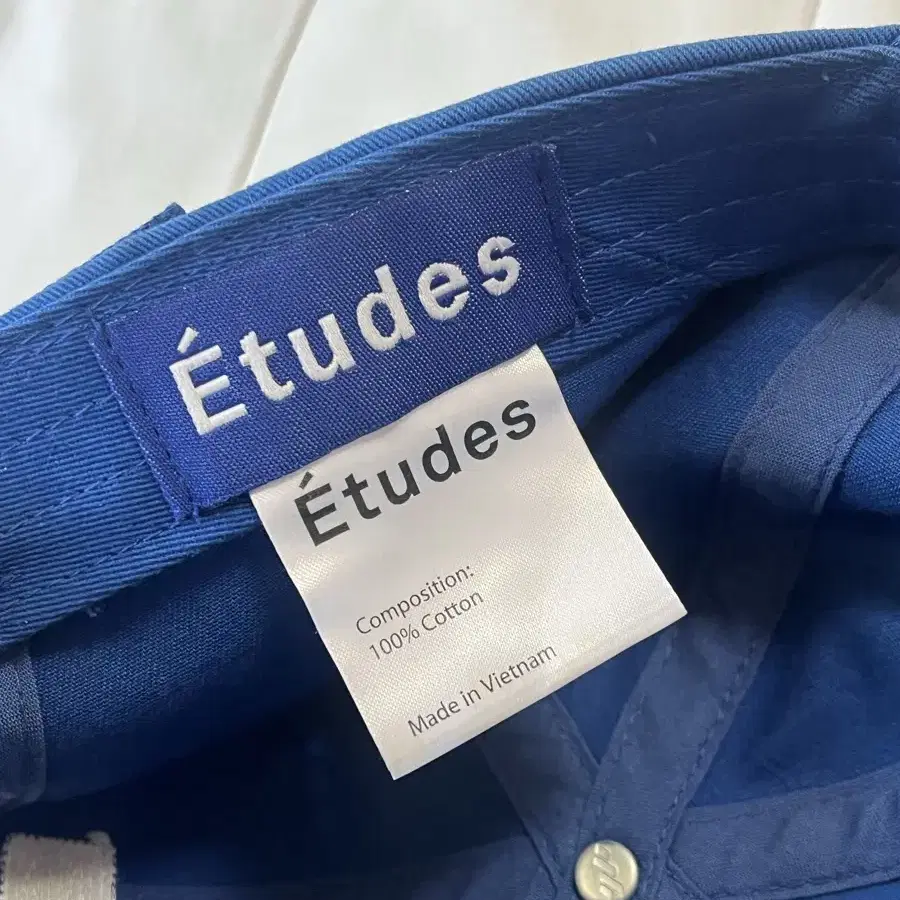 Études
Études
Composition:
100% Cotton
Made in Vietnam